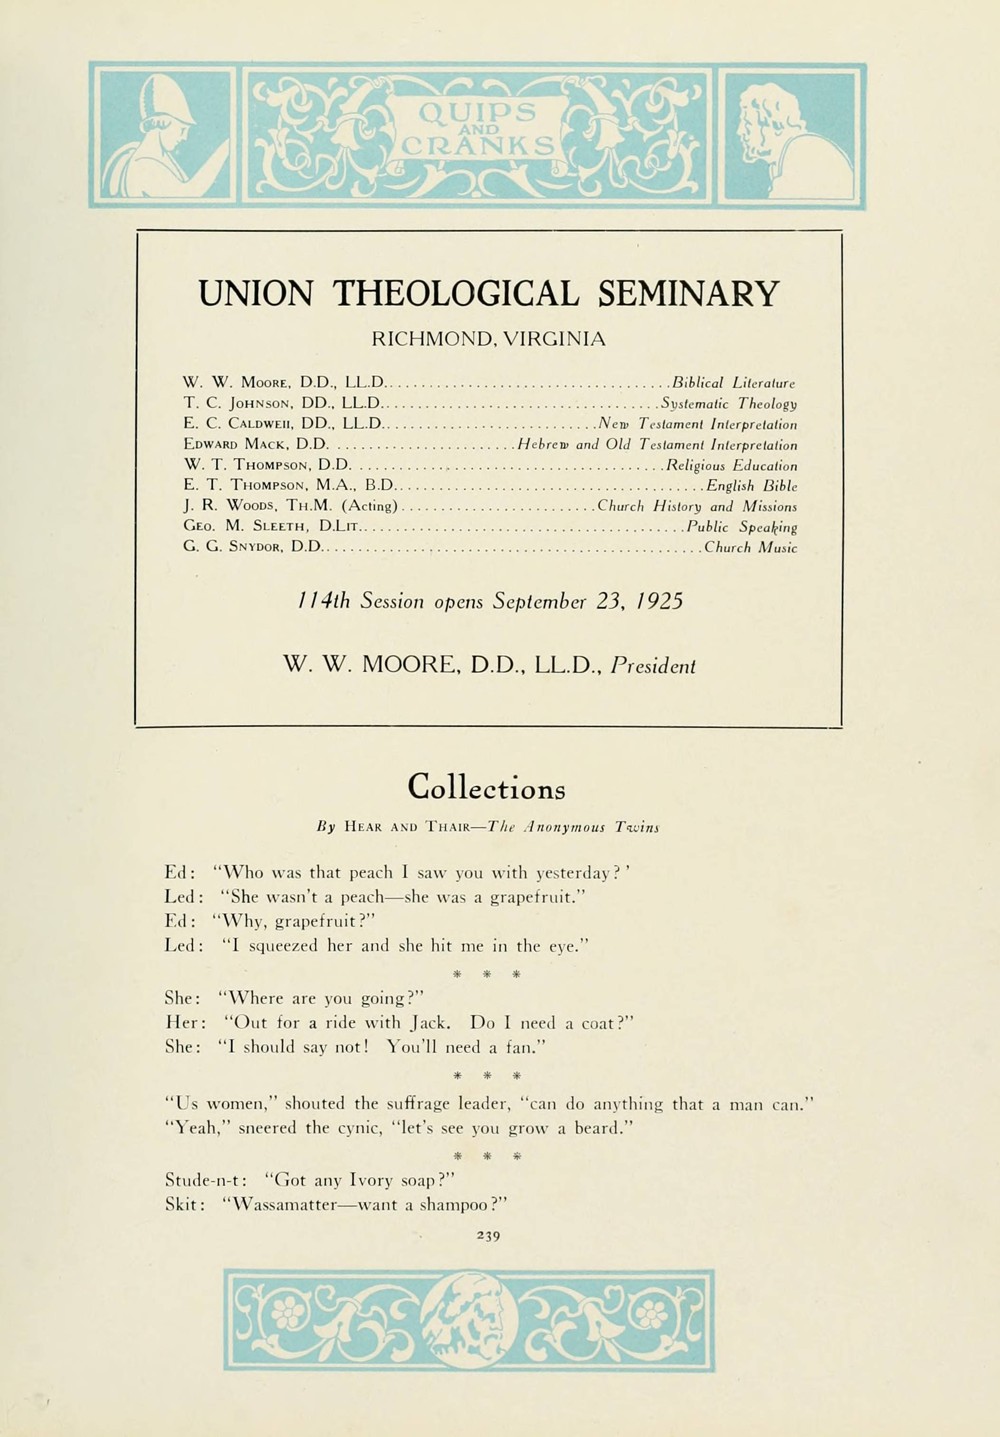 QUIPS
AND
CRANKS
UNION THEOLOGICAL SEMINARY
RICHMOND, VIRGINIA
W. W. MOORE, D.D., LL.D. Biblical Literature
T. C. JOHNSON, DD., LL.D. Systematic Theology
E. C. CALDWEll, DD., LL.D. New Testament Interpretation
EDWARD MACK, D.D. Hebrew and Old Testament Interpretation
W. T. THOMPSON, D.D. Religious Education
E. T. THOMPSON, M.A., B.D. English Bible
J. R. WOODS, TH.M. (Acting) Church History and Missions
GEO. M. SLEETH, D.LIT. Public Speaking
G. G. SNYDOR, D.D. Church Music
114th Session opens September 23, 1925
W. W. MOORE, D.D., LL.D., President
Collections
By HEAR AND THAIR—The Anonymous Twins
Ed: "Who was that peach I saw you with yesterday?'
Led: "She wasn't a peach—she was a grapefruit."
Ed: "Why, grapefruit?"
Led: "I squeezed her and she hit me in the eye."
* * *
She: "Where are you going?"
Her: "Out for a ride with Jack. Do I need a coat?"
She: "I should say not! You'll need a fan."
* * *
"Us women," shouted the suffrage leader, "can do anything that a man can."
"Yeah," sneered the cynic, "let's see you grow a beard."
* * *
Stude-n-t: "Got any Ivory soap?"
Skit: "Wassamatter—want a shampoo?"
239